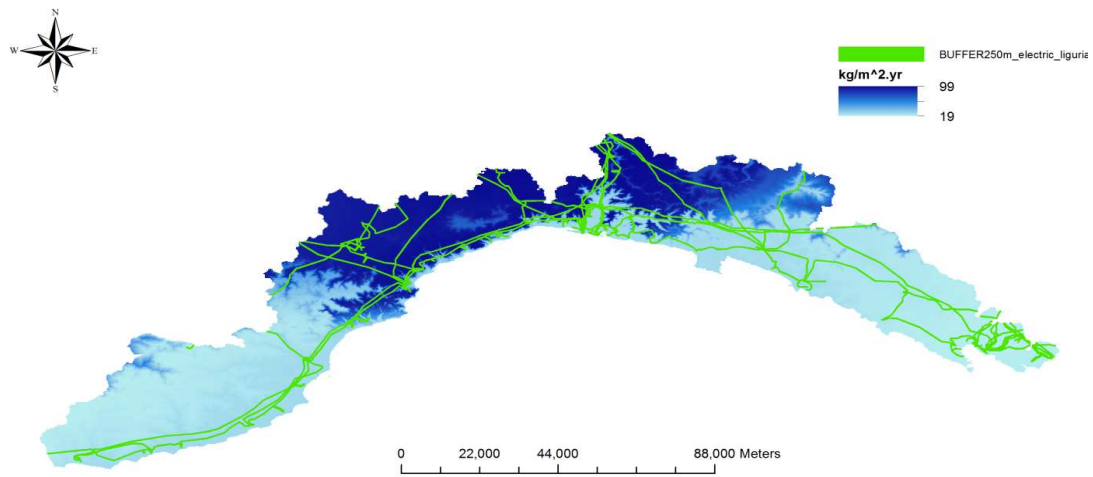 N
W E
S
BUFFER250m_electric_liguria
kg/m^2.yr
99
19
0 22,000 44,000 88,000 Meters